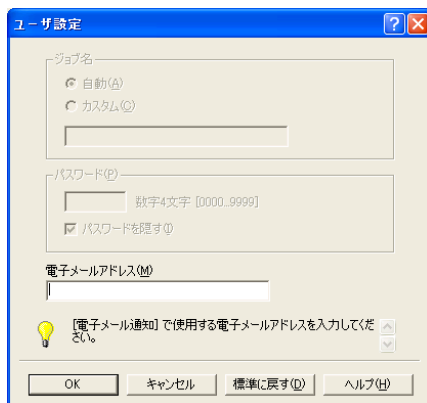 ユーザ設定
ジョブ名
自動(A)
カスタム(C)
パスワード(P)
数字4文字 [0000...9999]
パスワードを隠す(I)
電子メールアドレス(M)
[電子メール通知] で使用する電子メールアドレスを入力してくだ
さい。
OK キャンセル 標準に戻す(D) ヘルプ(H)